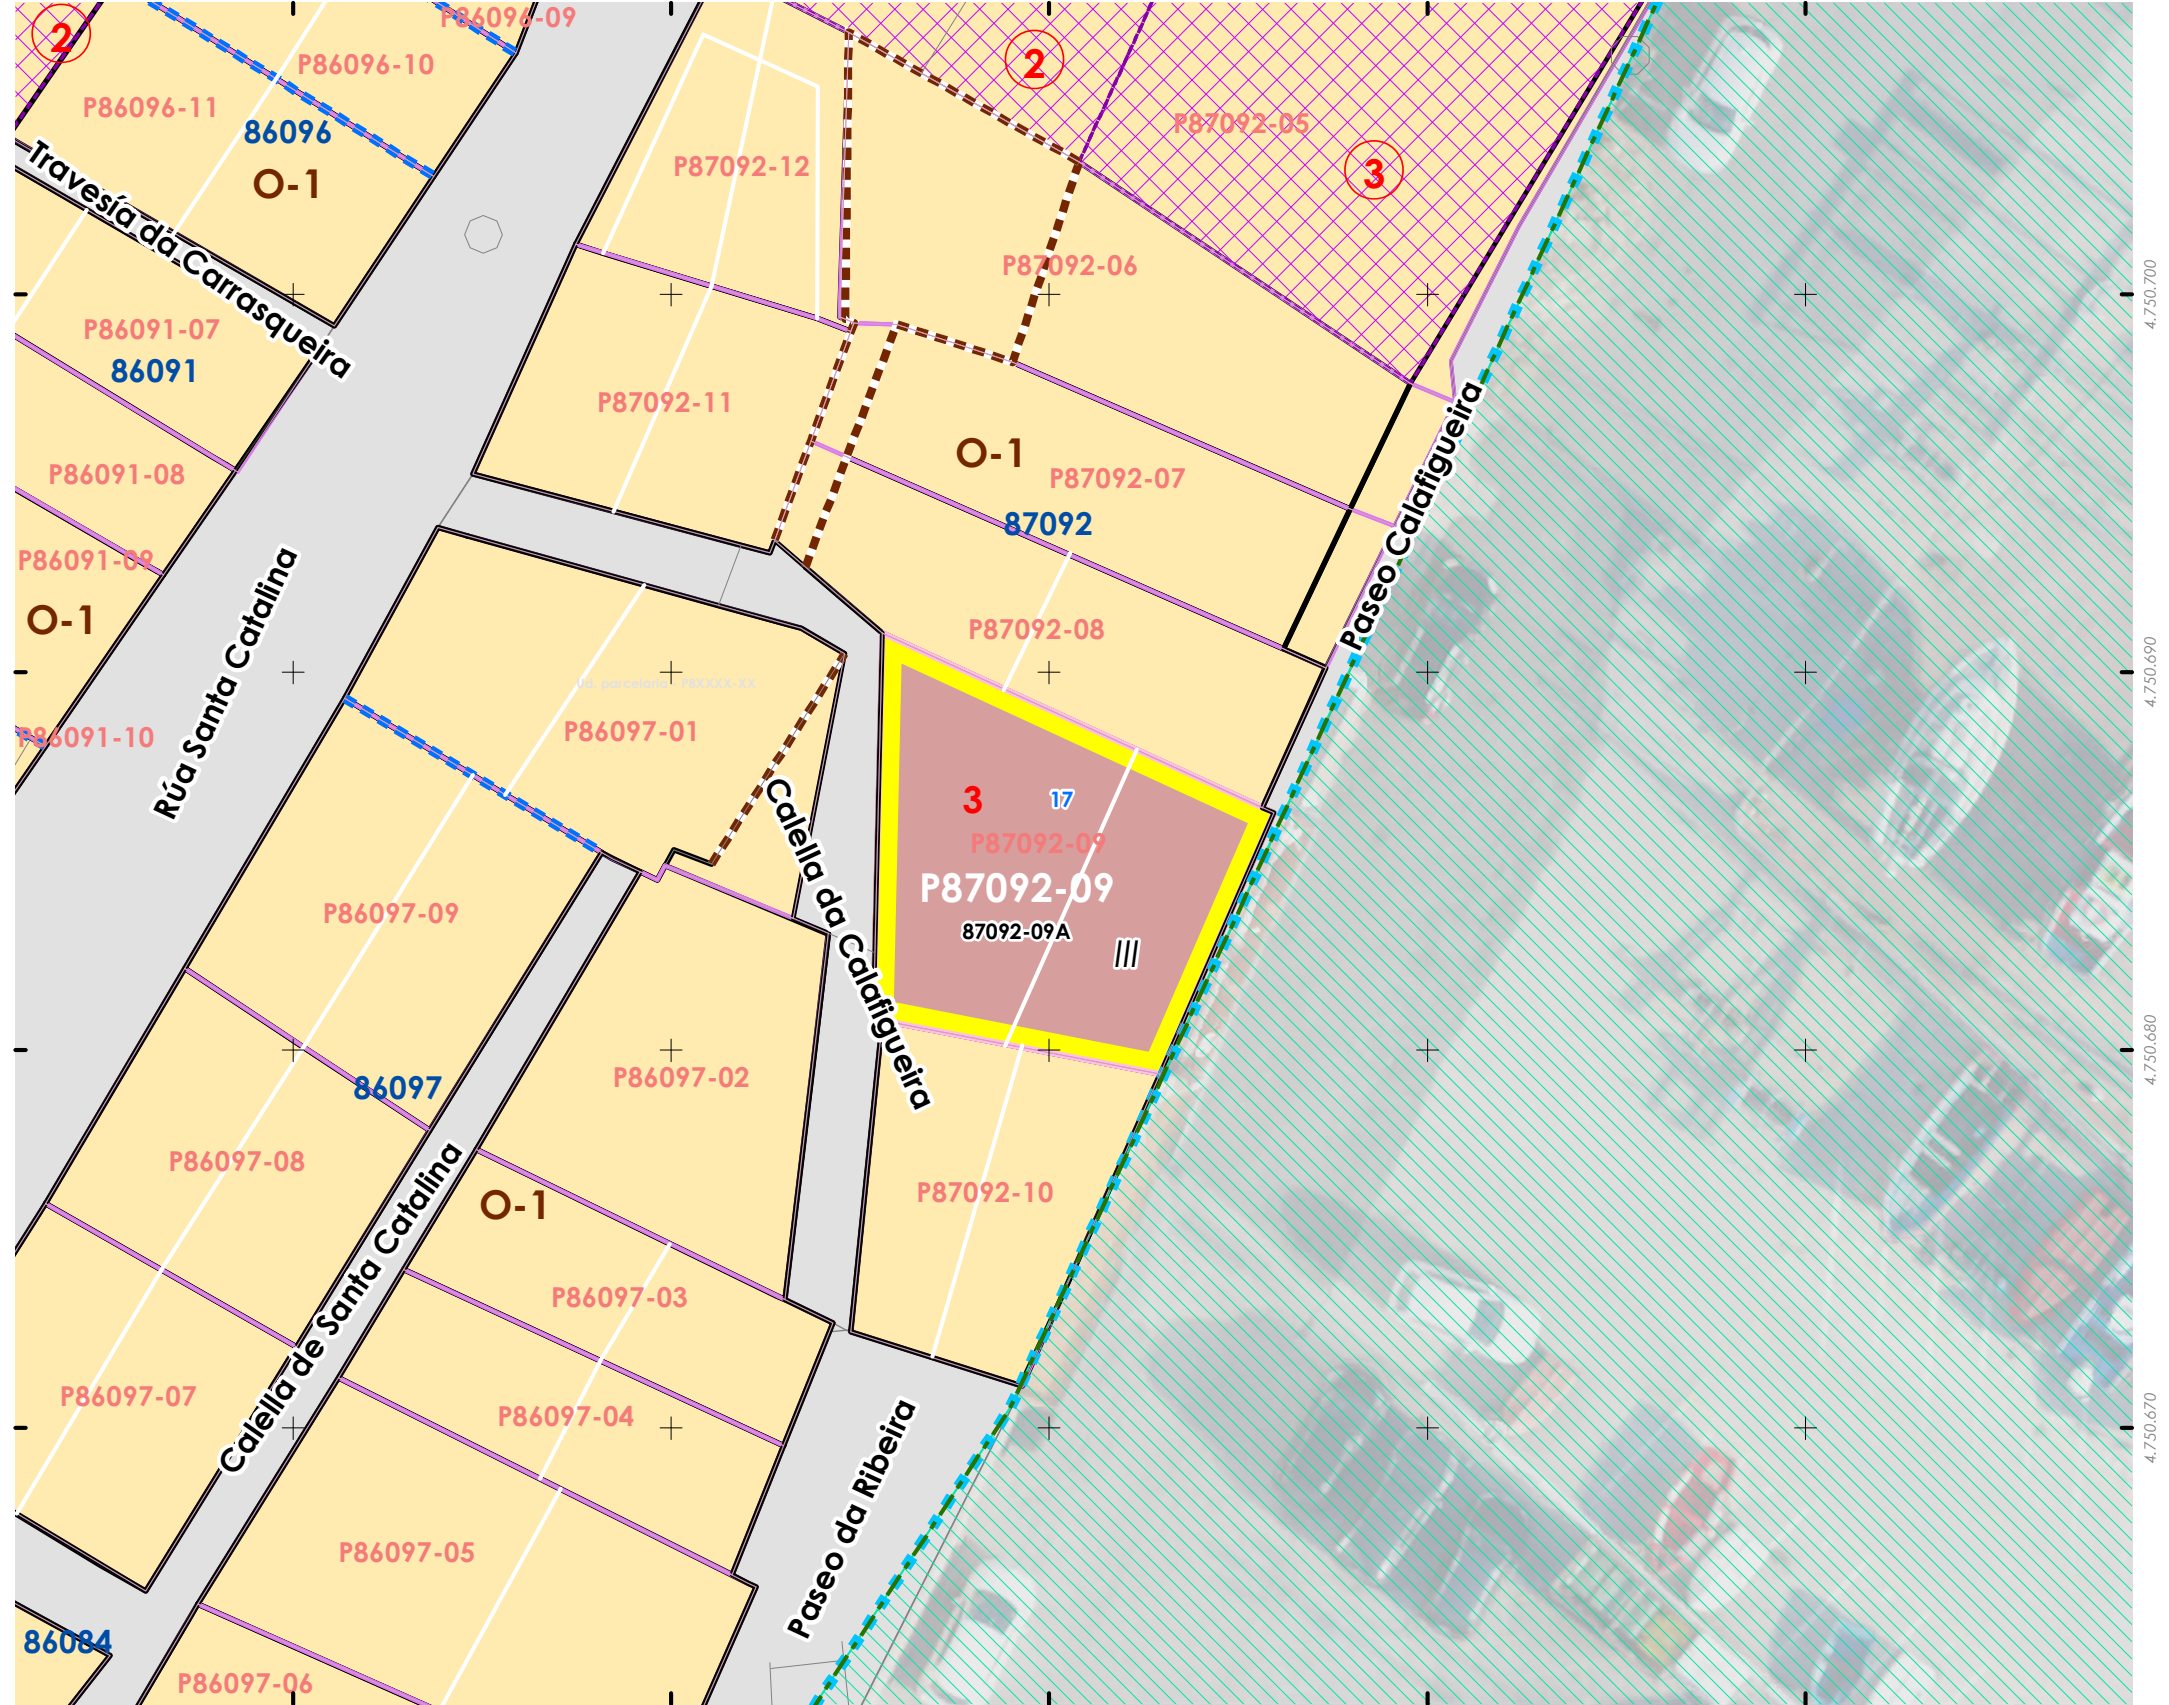 P86096-09
2
P86096-10
2
P86096-11
86096
P87092-05
O-1
P87092-12
3
Travesía da Carrasqueira
P87092-06
4.750.700
P86091-07
86091
P87092-11
O-1
P86091-08
P87092-07
87092
Paseo Calafigueira
P86091-09
O-1
P87092-08
Rúa Santa Catalina
Ud. parcelaria P8XXXX-XX
4.750.690
P86097-01
P86091-10
3
17
P87092-09
P87092-09
87092-09A
III
Calella da Calafigueira
P86097-09
4.750.680
P86097-02
86097
P86097-08
P87092-10
O-1
Calella de Santa Catalina
P86097-03
P86097-07
P86097-04
4.750.670
Paseo da Ribeira
P86097-05
86084
P86097-06